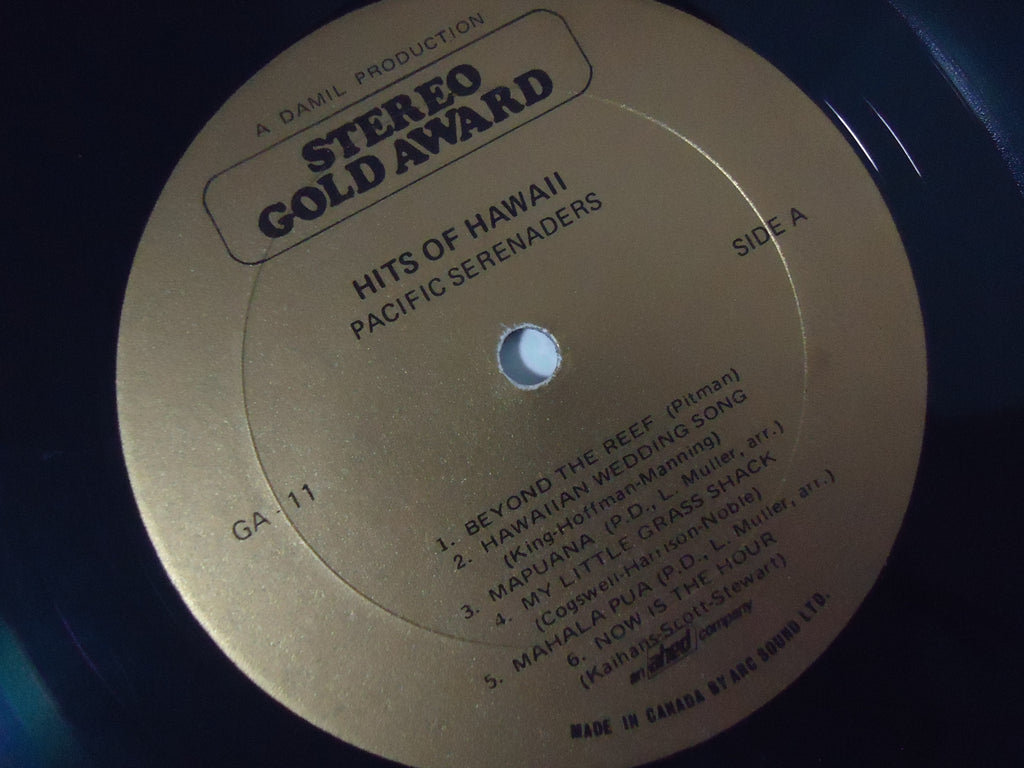 A DAMIL PRODUCTION
STEREO
GOLD AWARD
HITS OF HAWAII
PACIFIC SERENADERS
SIDE A
GA - 11
1. BEYOND THE REEF (Pitman)
2. HAWAIIAN WEDDING SONG
(King-Hoffman-Manning)
3. MAPUANA (P.D., L. Muller, arr.)
4. MY LITTLE GRASS SHACK
(Cogswell-Harrison-Noble)
5. MAHALA PUA (P.D., L. Muller, arr.)
6. NOW IS THE HOUR
(Kaihans-Scott-Stewart)
an ahed company
MADE IN CANADA BY ARC SOUND LTD.